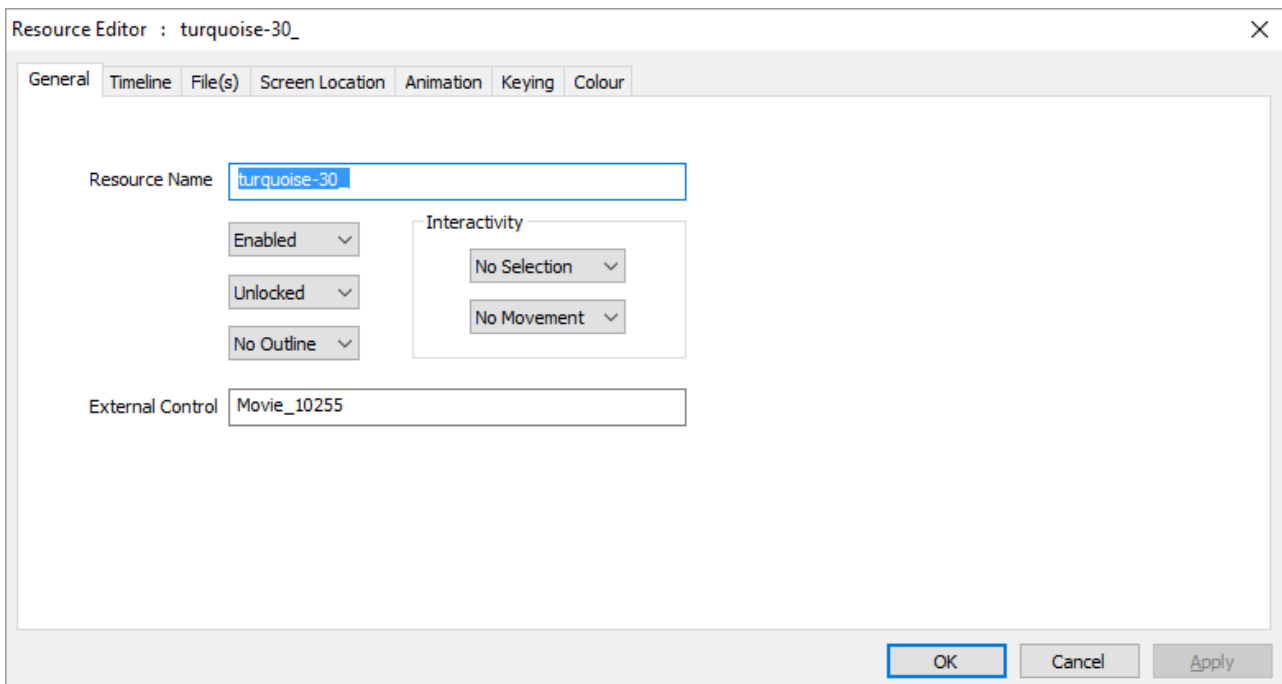 Resource Editor : turquoise-30_
General Timeline File(s) Screen Location Animation Keying Colour
Resource Name turquoise-30_
Interactivity
Enabled
No Selection
Unlocked
No Movement
No Outline
External Control Movie_10255
OK Cancel Apply